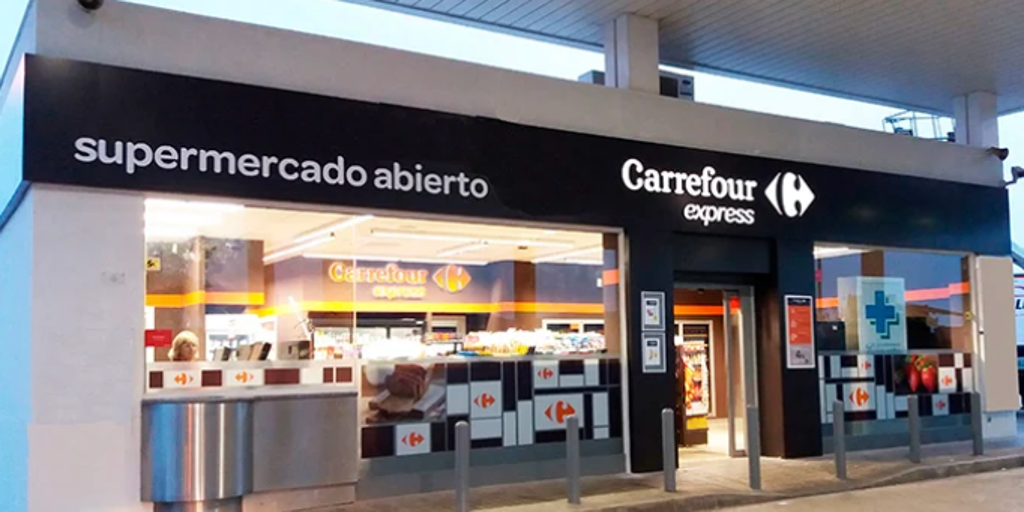 supermercado abierto
Carrefour
express
Carrefour
express